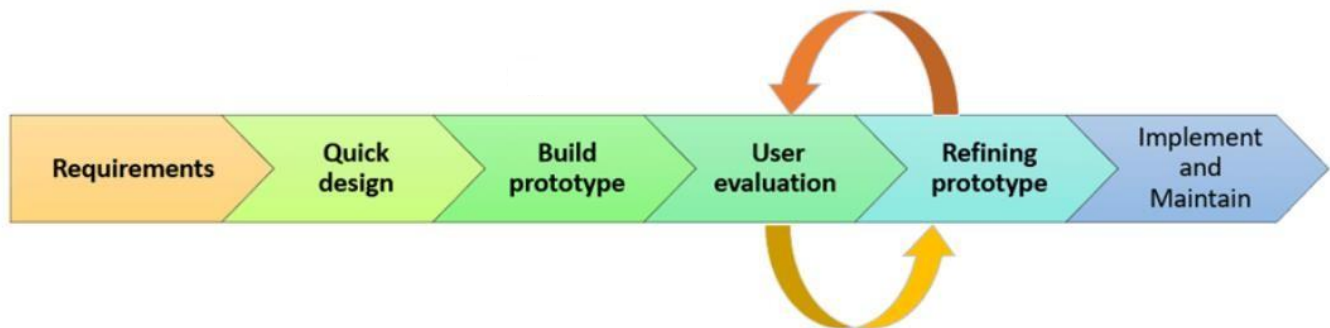 Requirements
Quick
design
Build
prototype
User
evaluation
Refining
prototype
Implement
and
Maintain